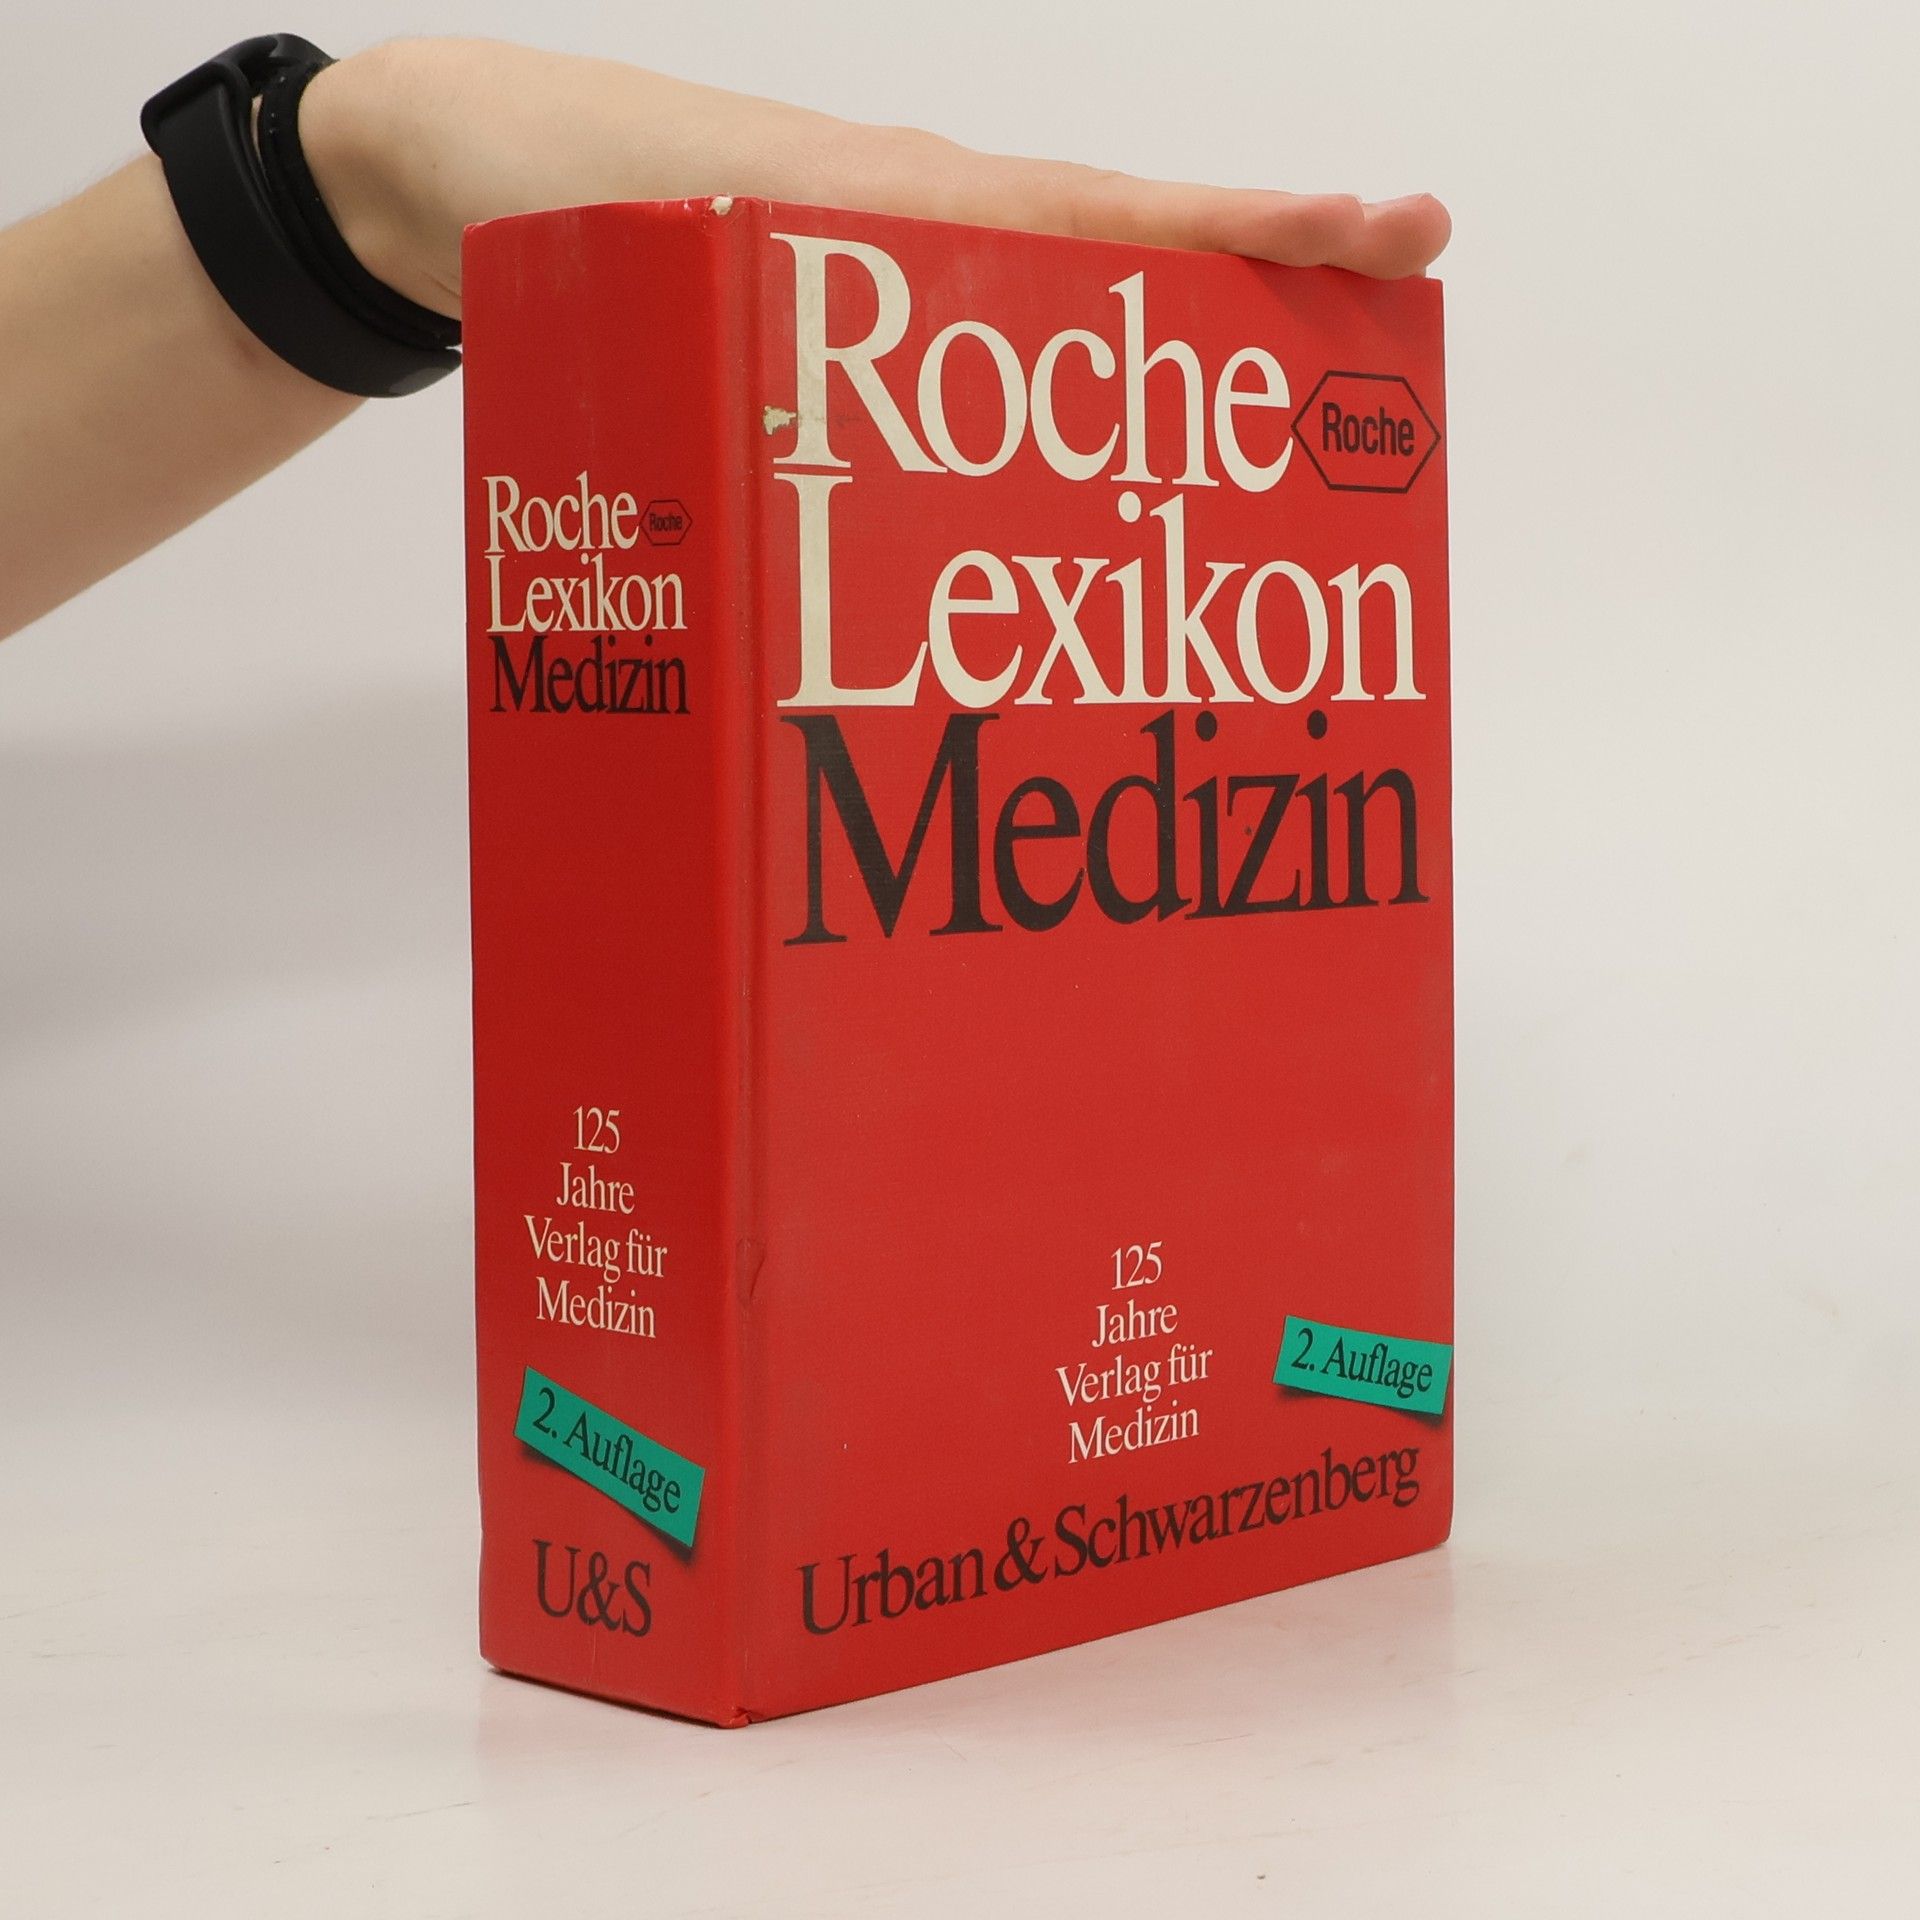 Roche
Roche
Lexikon
Medizin
125
Jahre
Verlag für
Medizin
2. Auflage
U&S
Roche
Roche
Lexikon
Medizin
125
Jahre
Verlag für
Medizin
2. Auflage
Urban & Schwarzenberg